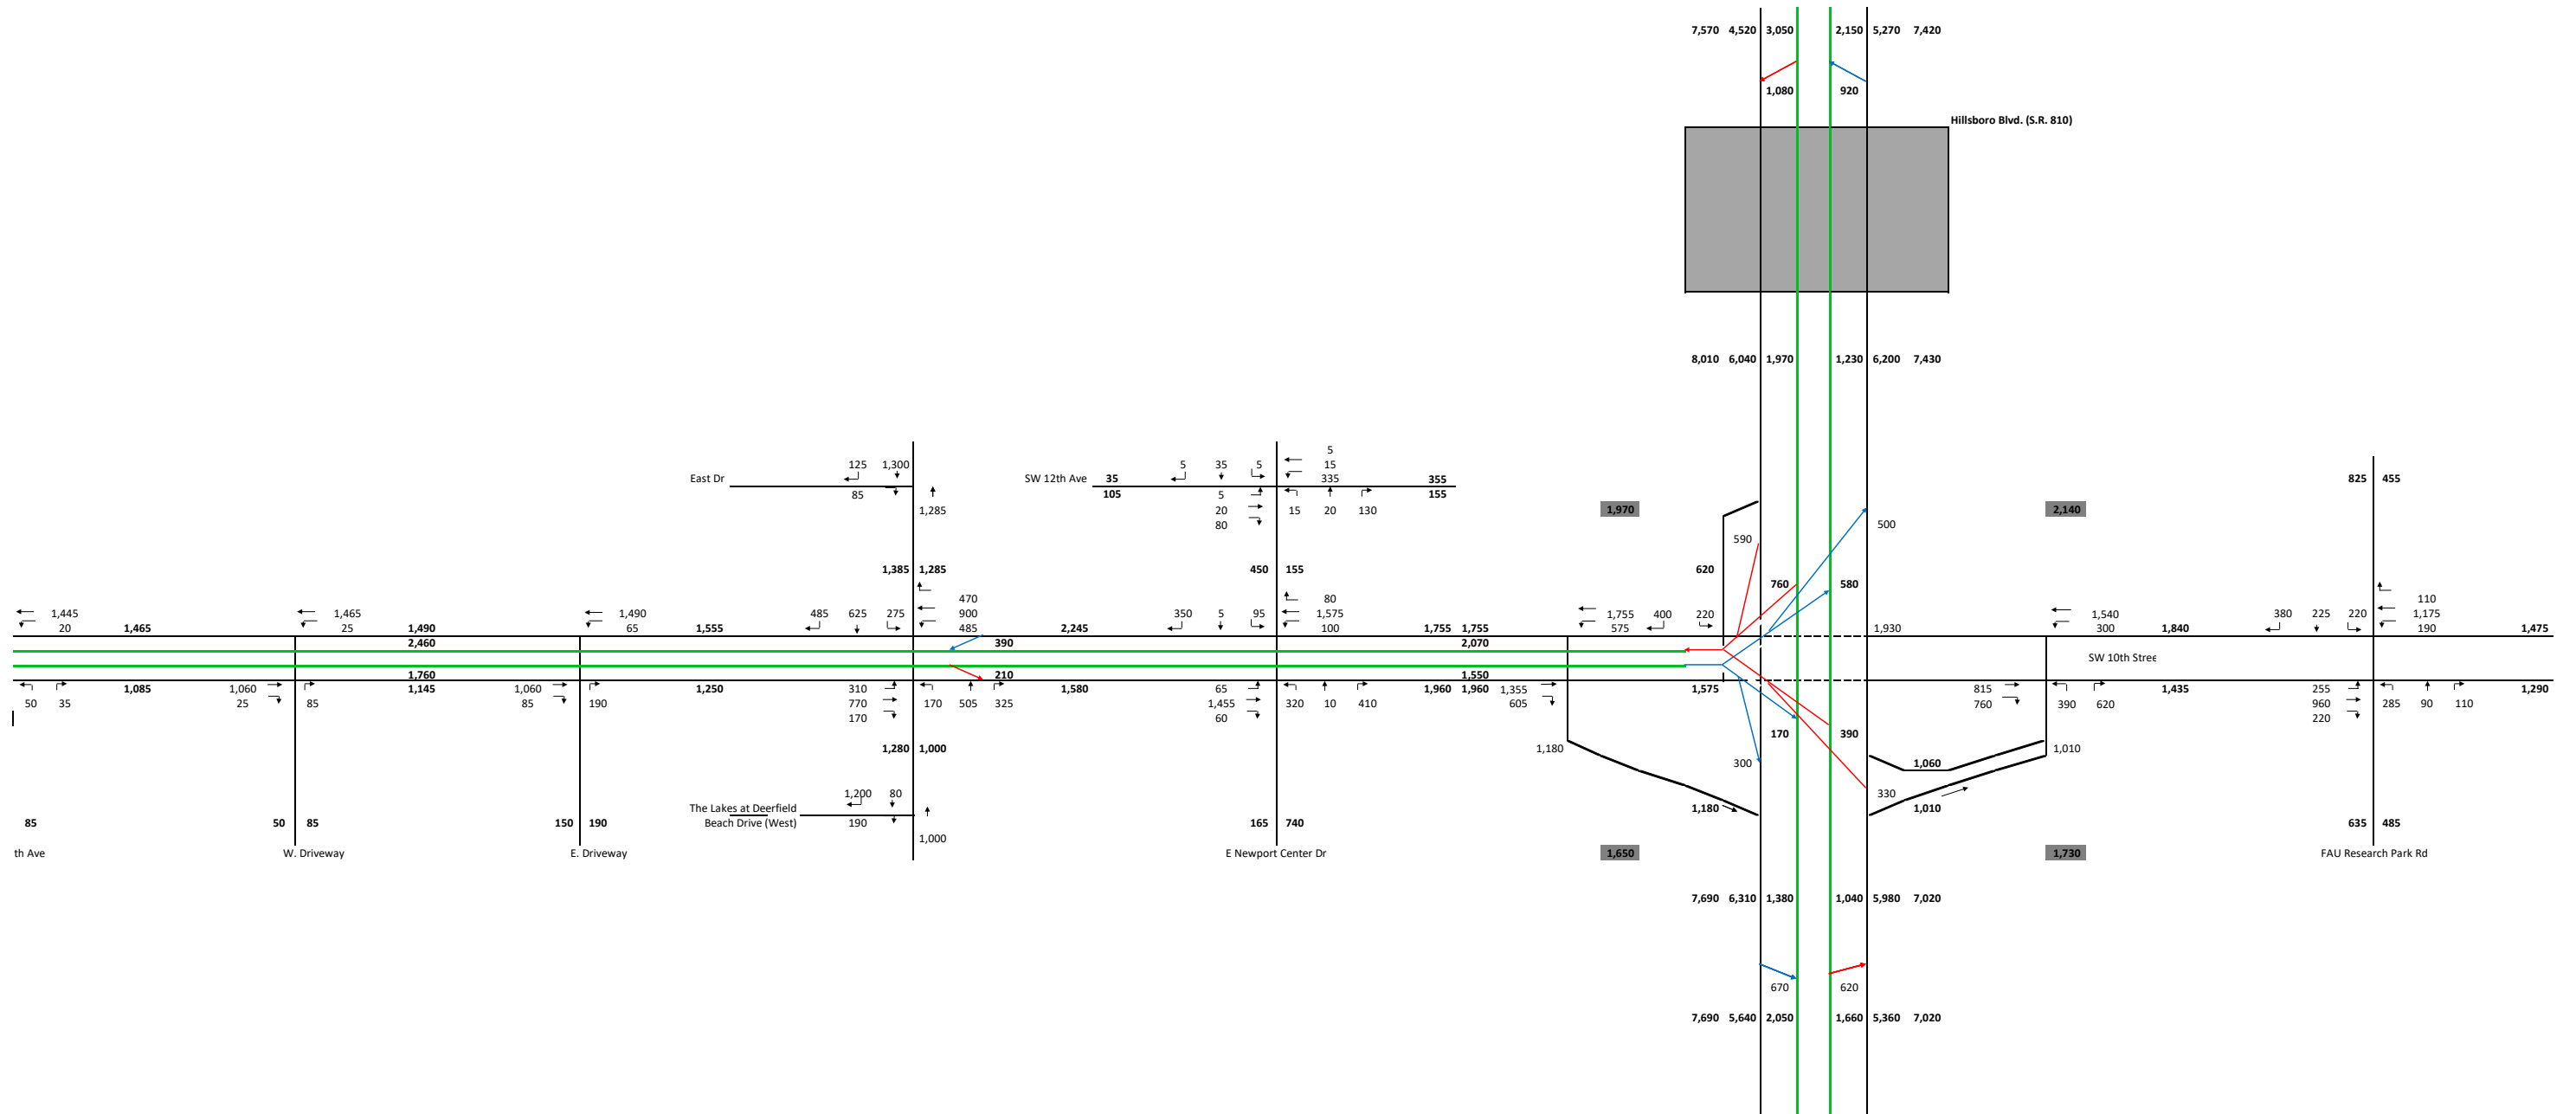 7,570 4,520 3,050 2,150 5,270 7,420
1,080 920
Hillsboro Blvd. (S.R. 810)
8,010 6,040 1,970 1,230 6,200 7,430
5
125 1,300 5 35 5 15
East Dr SW 12th Ave 35 335 355 825 455
85 105 5 155
1,285 20 15 20 130 1,970 2,140
80 500
590
1,385 1,285 450 155 620
760 580
470 80 110
1,445 1,465 1,490 485 625 275 900 350 5 95 1,575 1,755 400 220 1,540 380 225 220 1,175
20 1,465 25 1,490 65 1,555 485 2,245 100 1,755 1,755 575 1,930 300 1,840 190 1,475
2,460 390 2,070
SW 10th Stree
1,760 210 1,550
1,085 1,060 1,145 1,060 1,250 310 1,580 65 1,960 1,960 1,355 1,575 815 1,435 255 1,290
50 35 25 85 85 190 770 170 505 325 1,455 320 10 410 605 760 390 620 960 285 90 110
170 60 220
170 390
1,280 1,000 1,180 1,010
300 1,060
1,200 80 330
The Lakes at Deerfield 1,180 1,010
Beach Drive (West) 190
85 50 85 150 190 165 740 635 485
1,000
th Ave W. Driveway E. Driveway E Newport Center Dr 1,650 1,730 FAU Research Park Rd
7,690 6,310 1,380 1,040 5,980 7,020
670 620
7,690 5,640 2,050 1,660 5,360 7,020